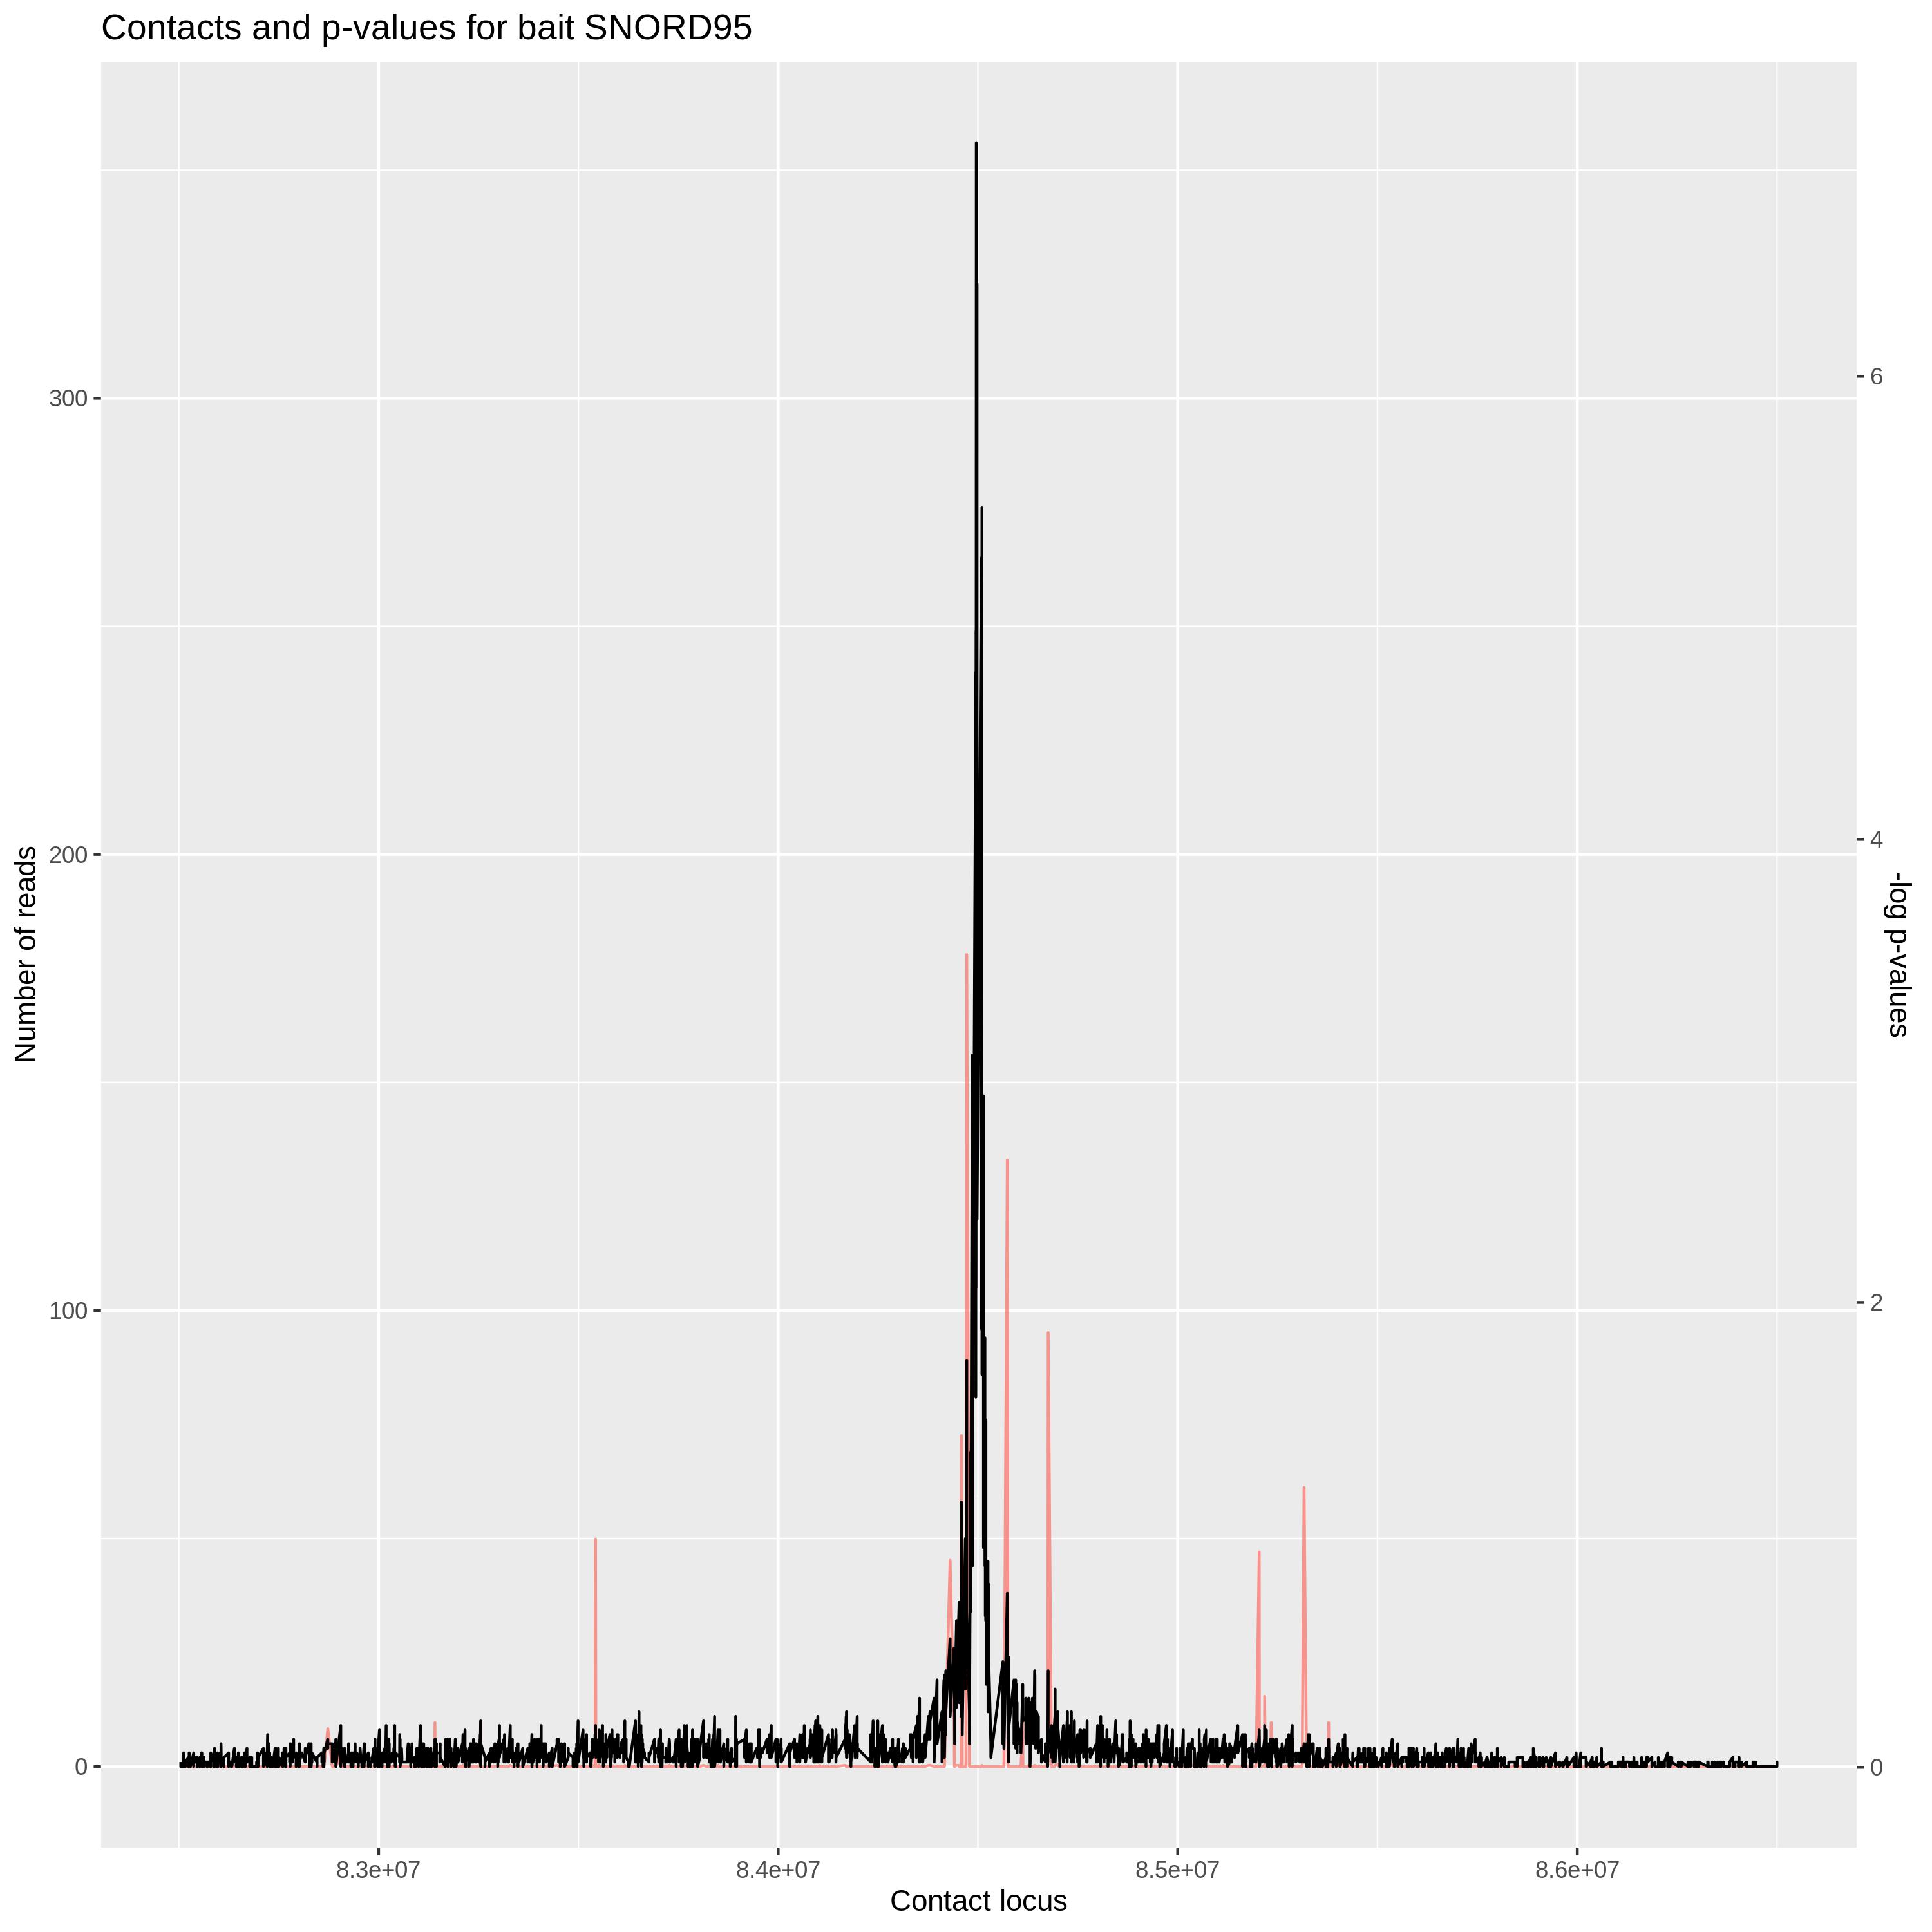 Contacts and p-values for bait SNORD95
300
200
100
0
Number of reads
6
4
2
0
-log p-values
8.3e+07
8.4e+07
8.5e+07
8.6e+07
Contact locus